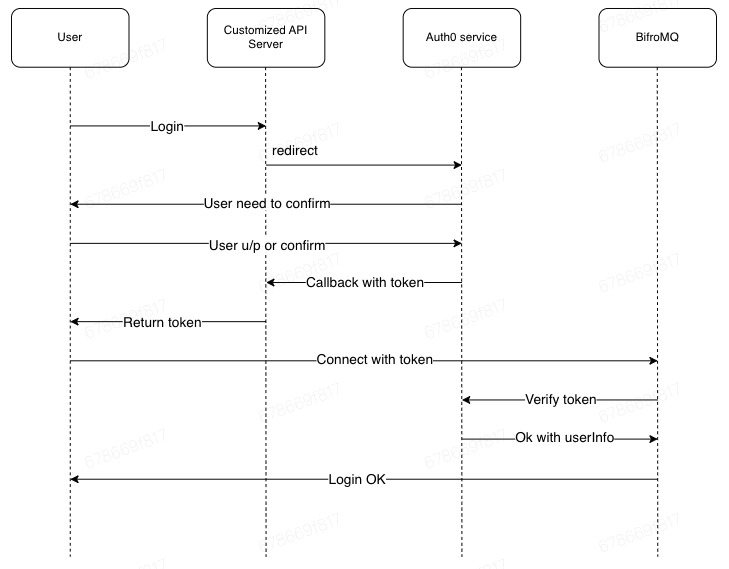 User
Customized API
Server
Auth0 service
BifroMQ
Login
redirect
User need to confirm
User u/p or confirm
Callback with token
Return token
Connect with token
Verify token
Ok with userInfo
Login OK
678669f817